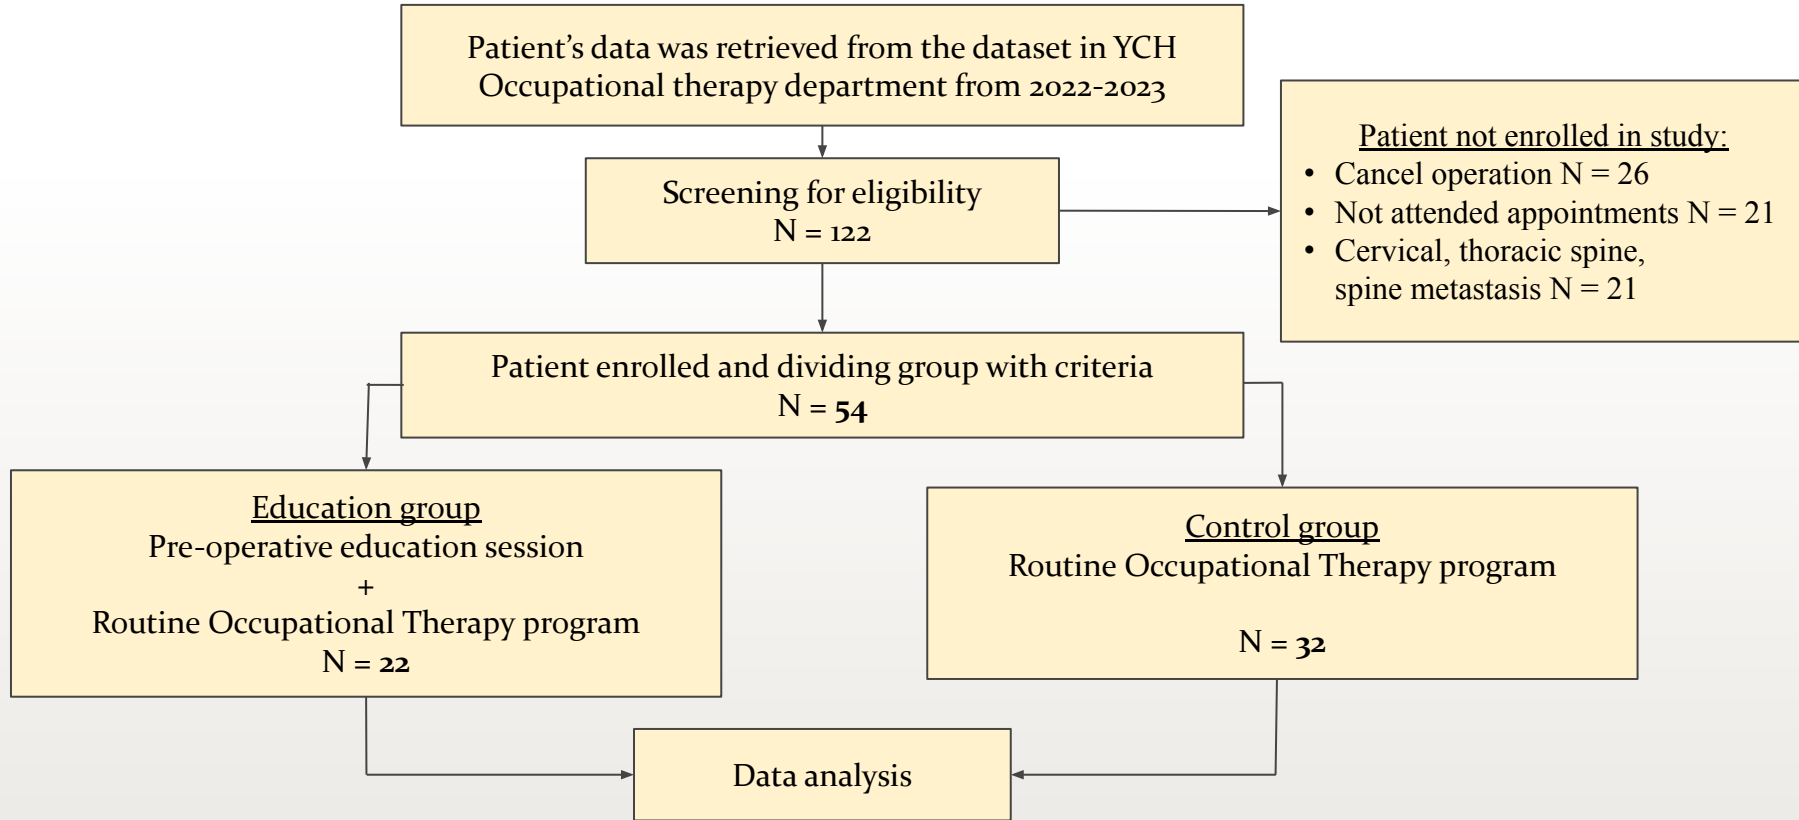 Patient’s data was retrieved from the dataset in YCH
Occupational therapy department from 2022-2023
Screening for eligibility
N = 122
Patient not enrolled in study:
• Cancel operation N = 26
• Not attended appointments N = 21
• Cervical, thoracic spine,
spine metastasis N = 21
Patient enrolled and dividing group with criteria
N = 54
Education group
Pre-operative education session
+
Routine Occupational Therapy program
N = 22
Control group
Routine Occupational Therapy program
N = 32
Data analysis